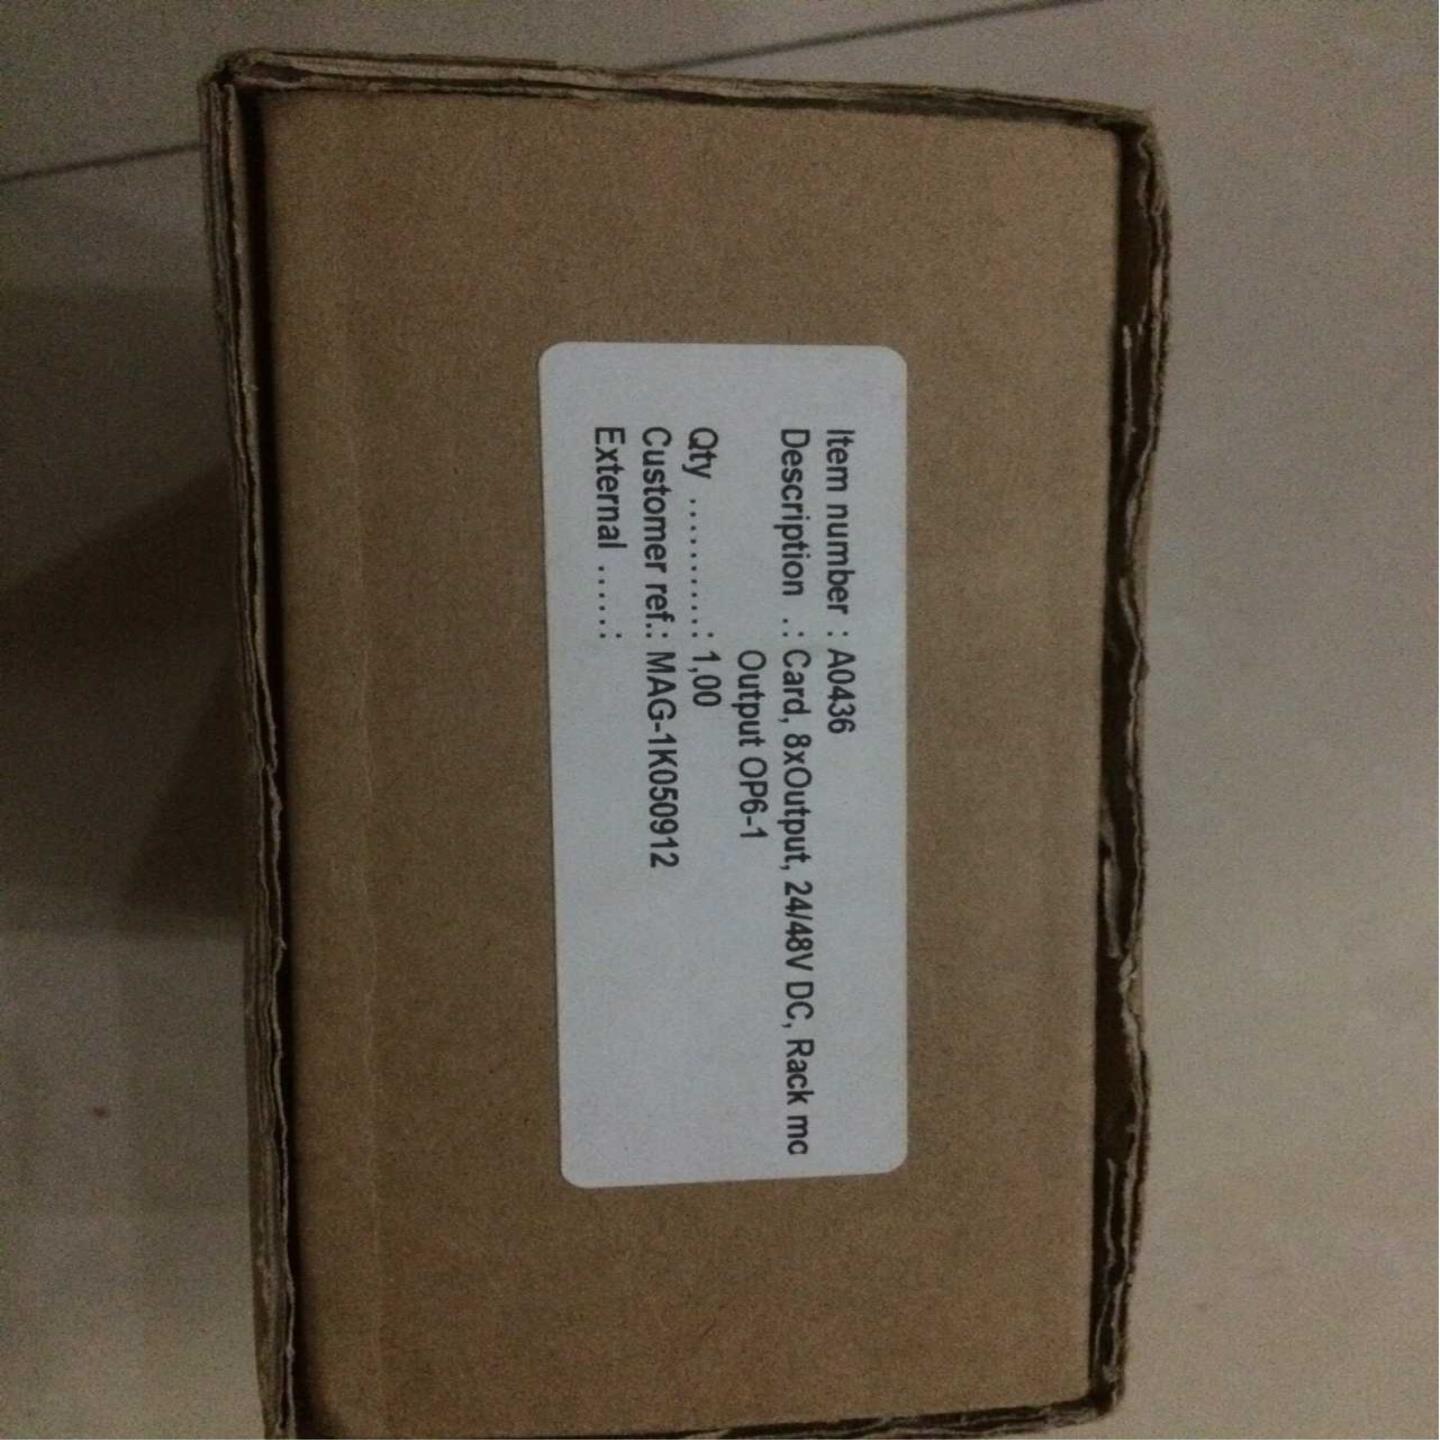 Item number : A0436
Description .: Card, 8xOutput, 24/48V DC, Rack mc
Output OP6-1
Qty ..........: 1,00
Customer ref.: MAG-1K050912
External .....: